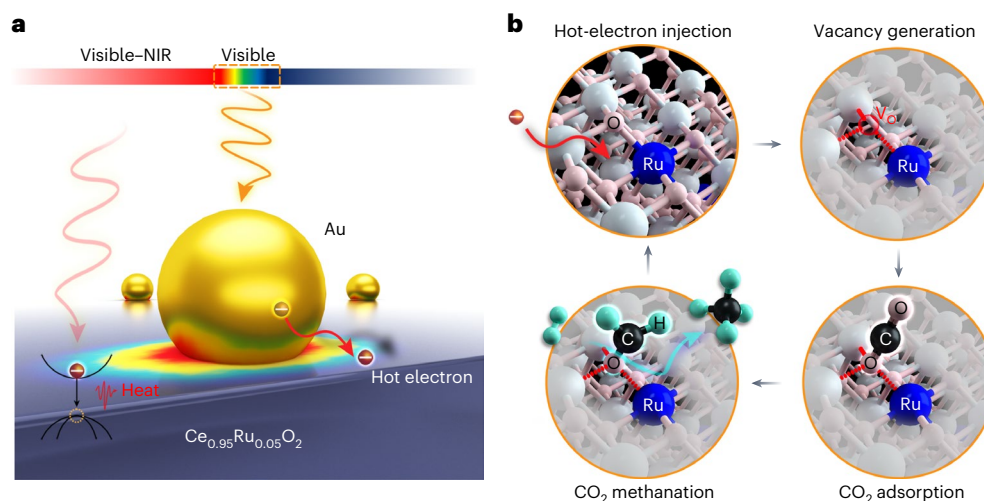 a
Visible–NIR
Visible
Au
Hot electron
Heat
Ce0.95Ru0.05O2
b
Hot-electron injection
Vacancy generation
O
Ru
VO
Ru
C
H
O
Ru
O
C
O
Ru
CO2 methanation
CO2 adsorption